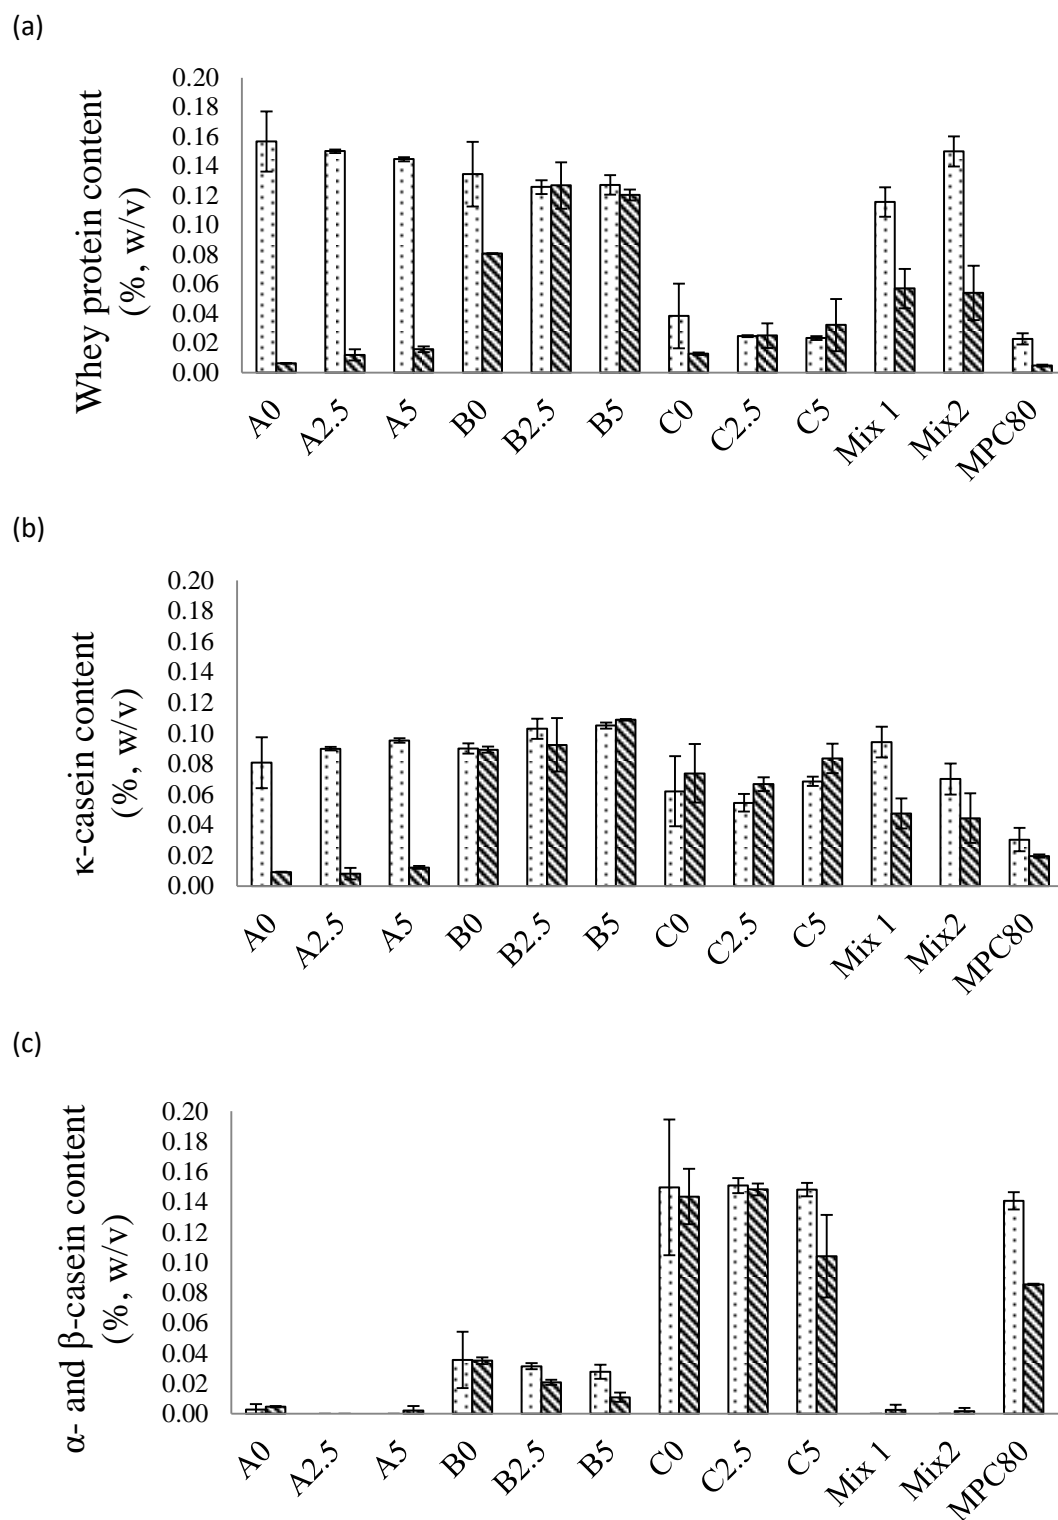 (a)
Whey protein content
(%, w/v)
0.20
0.18
0.16
0.14
0.12
0.10
0.08
0.06
0.04
0.02
0.00
A0 A2.5 A5 B0 B2.5 B5 C0 C2.5 C5 Mix 1 Mix2 MPC80
(b)
κ-casein content
(%, w/v)
0.20
0.18
0.16
0.14
0.12
0.10
0.08
0.06
0.04
0.02
0.00
A0 A2.5 A5 B0 B2.5 B5 C0 C2.5 C5 Mix 1 Mix2 MPC80
(c)
α- and β-casein content
(%, w/v)
0.20
0.18
0.16
0.14
0.12
0.10
0.08
0.06
0.04
0.02
0.00
A0 A2.5 A5 B0 B2.5 B5 C0 C2.5 C5 Mix 1 Mix2 MPC80